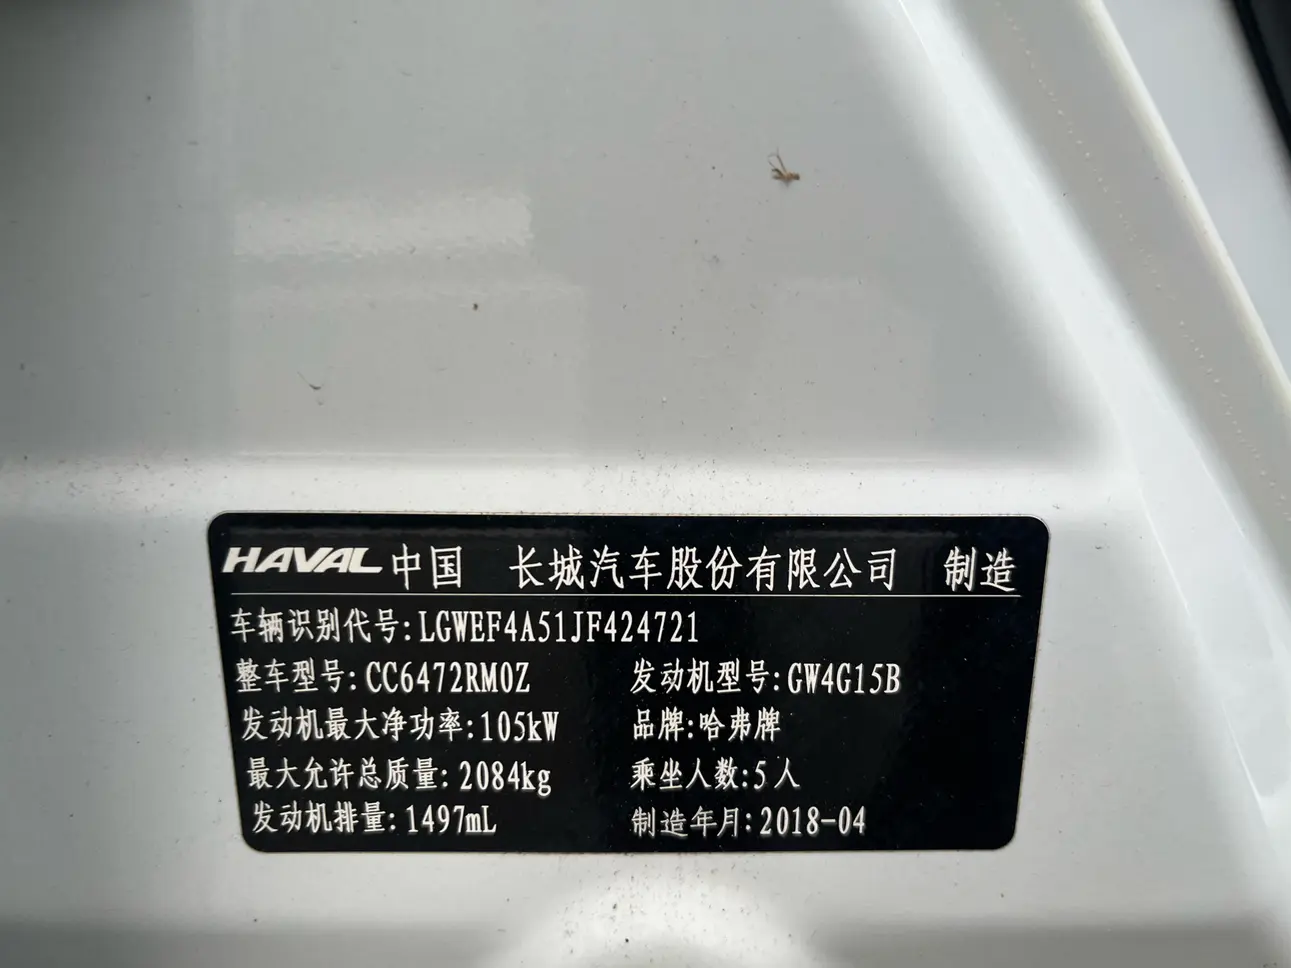 HAVAL 中国 长城汽车股份有限公司 制造
车辆识别代号:LGWEF4A51JF424721
整车型号:CC6472RM0Z 发动机型号:GW4G15B
发动机最大净功率:105kW 品牌:哈弗牌
最大允许总质量:2084kg 乘坐人数:5人
发动机排量:1497mL 制造年月:2018-04